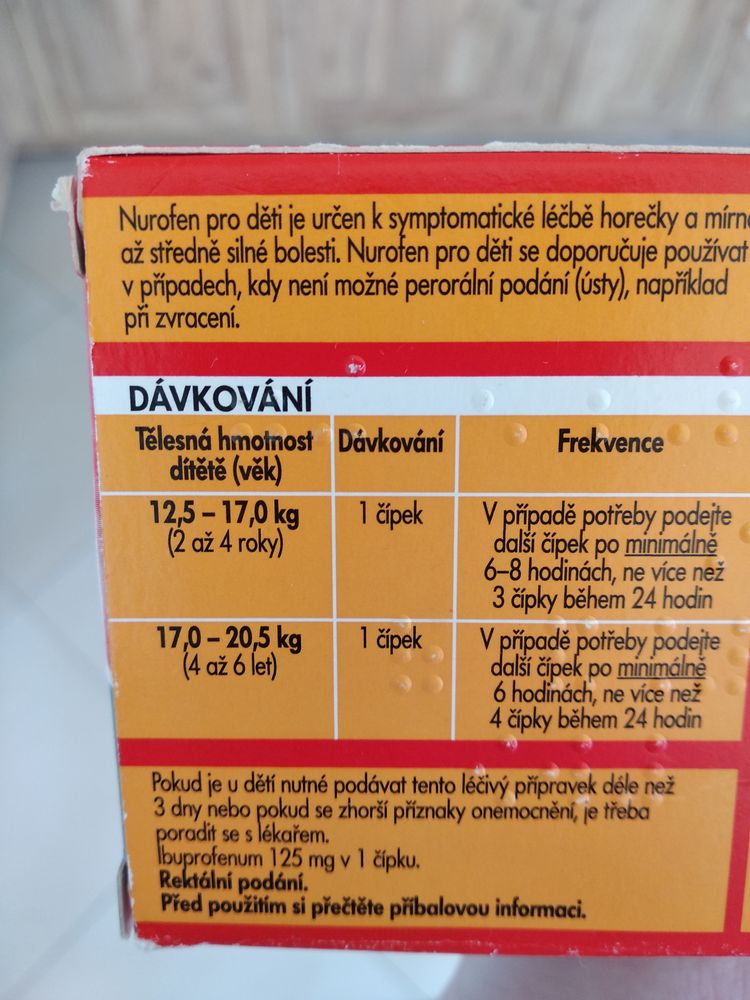 Nurofen pro děti je určen k symptomatické léčbě horečky a mírné
až středně silné bolesti. Nurofen pro děti se doporučuje používat
v případech, kdy není možné perorální podání (ústy), například
při zvracení.
DÁVKOVÁNÍ
Tělesná hmotnost dítětě (věk)
Dávkování
Frekvence
12,5 – 17,0 kg
(2 až 4 roky)
1 čípek
V případě potřeby podejte
další čípek po minimálně
6–8 hodinách, ne více než
3 čípky během 24 hodin
17,0 – 20,5 kg
(4 až 6 let)
1 čípek
V případě potřeby podejte
další čípek po minimálně
6 hodinách, ne více než
4 čípky během 24 hodin
Pokud je u dětí nutné podávat tento léčivý přípravek déle než
3 dny nebo pokud se zhorší příznaky onemocnění, je třeba
poradit se s lékařem.
Ibuprofenum 125 mg v 1 čípku.
Rektální podání.
Před použitím si přečtěte příbalovou informaci.